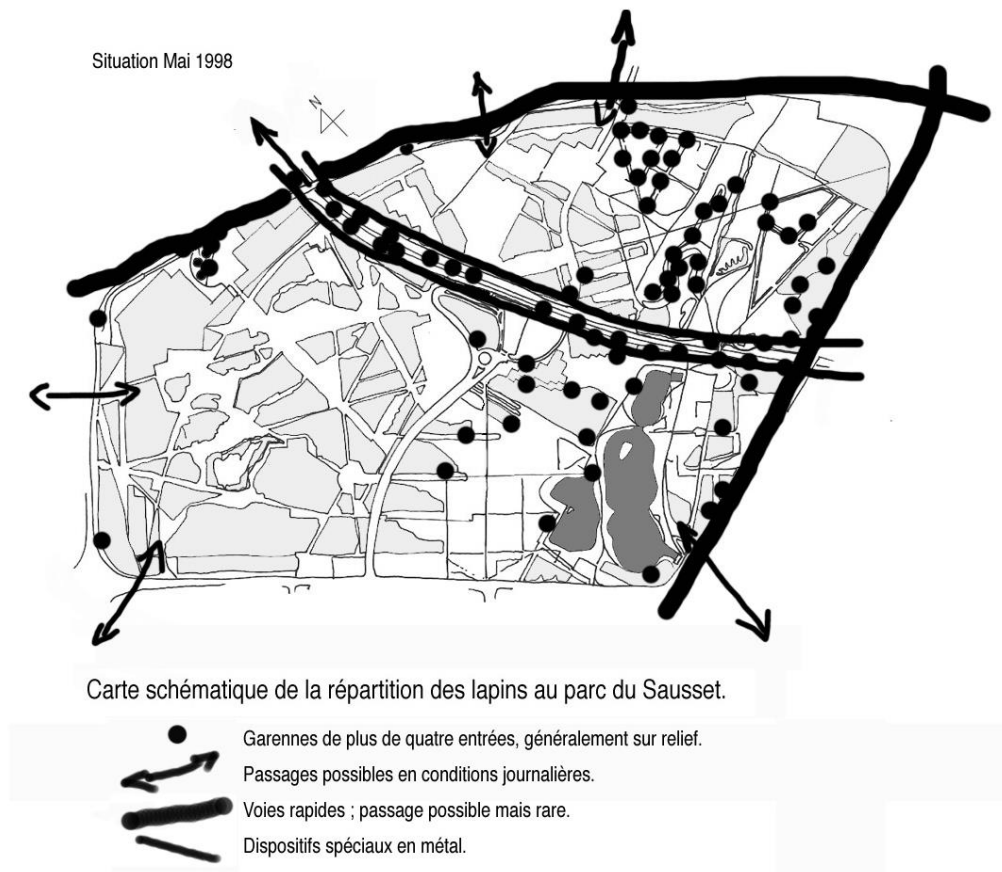 Situation Mai 1998
N
Carte schématique de la répartition des lapins au parc du Sausset.
Garennes de plus de quatre entrées, généralement sur relief.
Passages possibles en conditions journalières.
Voies rapides ; passage possible mais rare.
Dispositifs spéciaux en métal.